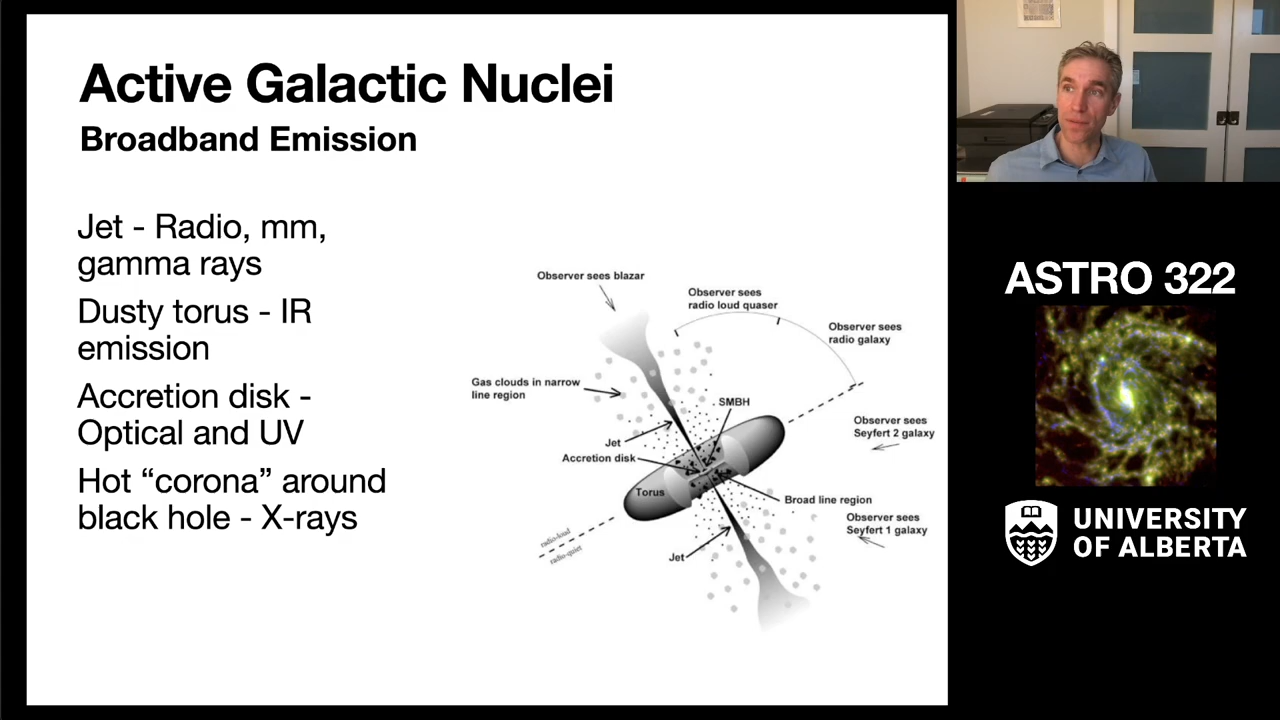 Active Galactic Nuclei
Broadband Emission
Jet - Radio, mm,
gamma rays
Dusty torus - IR
emission
Accretion disk -
Optical and UV
Hot “corona” around
black hole - X-rays
Observer sees blazar
Observer sees
radio loud quaser
Observer sees
radio galaxy
Gas clouds in narrow
line region
SMBH
Observer sees
Seyfert 2 galaxy
Jet
Accretion disk
Torus
Broad line region
Observer sees
Seyfert 1 galaxy
radio-loud
radio-quiet
Jet
ASTRO 322
UNIVERSITY
OF ALBERTA